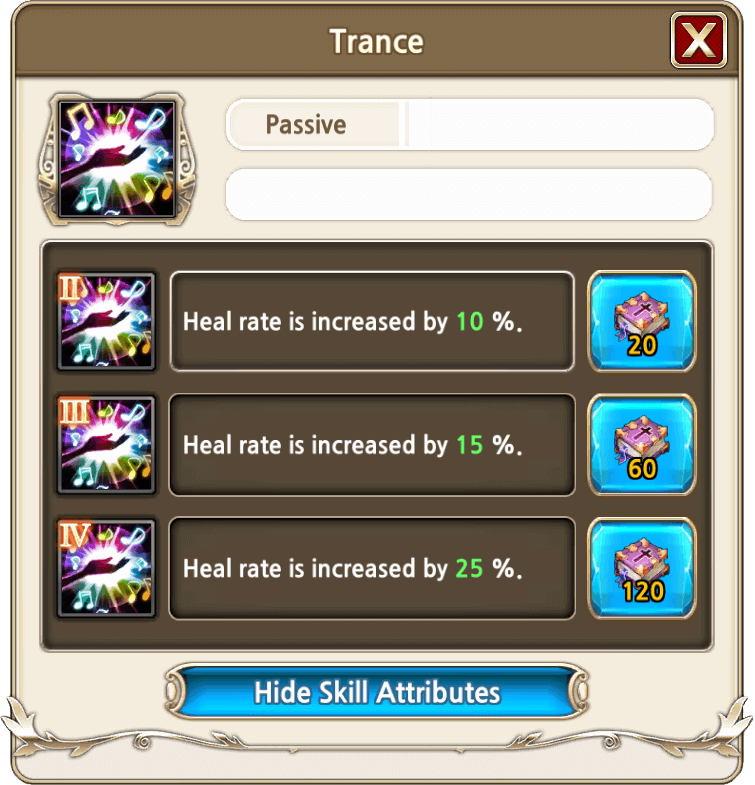 Trance
X
Passive
II
Heal rate is increased by 10 %.
20
III
Heal rate is increased by 15 %.
60
IV
Heal rate is increased by 25 %.
120
Hide Skill Attributes